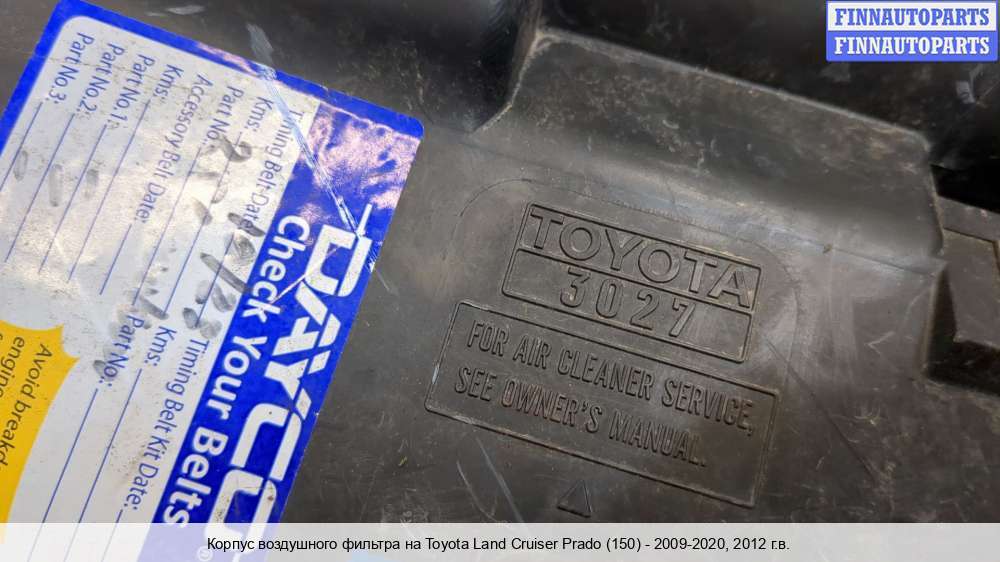 FINNAUTOPARTS
FINNAUTOPARTS
DAYCO
®
Check Your Belts
Timing Belt-Date:
Kms:
Part No.:
Accessory Belt Date:
Kms:
Part No.1:
Part No.2:
Part No.3:
Timing Belt Kit Date:
Kms:
Part No.:
Avoid breakd
engine
TOYOTA
3027
FOR AIR CLEANER SERVICE,
SEE OWNER'S MANUAL.
Корпус воздушного фильтра на Toyota Land Cruiser Prado (150) - 2009-2020, 2012 г.в.